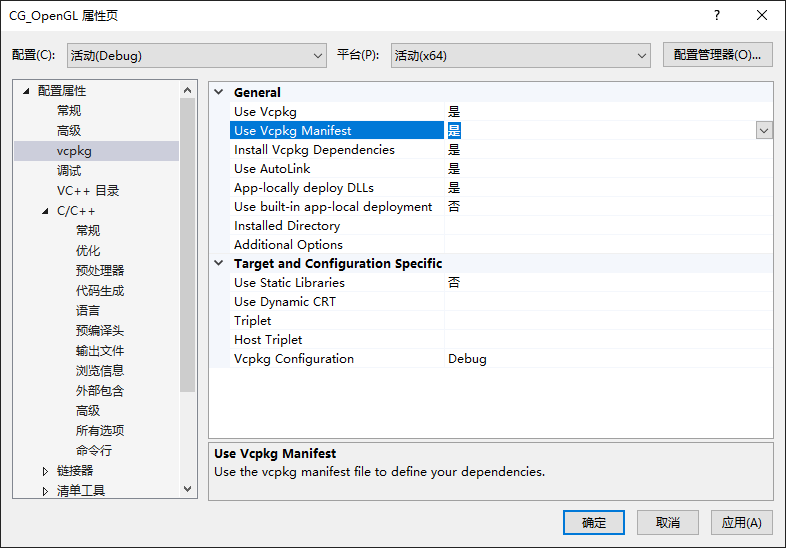 CG_OpenGL 属性页
配置(C): 活动(Debug) 平台(P): 活动(x64) 配置管理器(O)...
配置属性
常规
高级
vcpkg
调试
VC++ 目录
C/C++
常规
优化
预处理器
代码生成
语言
预编译头
输出文件
浏览信息
外部包含
高级
所有选项
命令行
链接器
清单工具
General
Use Vcpkg 是
Use Vcpkg Manifest 是
Install Vcpkg Dependencies 是
Use AutoLink 是
App-locally deploy DLLs 是
Use built-in app-local deployment 否
Installed Directory
Additional Options
Target and Configuration Specific
Use Static Libraries 否
Use Dynamic CRT
Triplet
Host Triplet
Vcpkg Configuration Debug
Use Vcpkg Manifest
Use the vcpkg manifest file to define your dependencies.
确定 取消 应用(A)